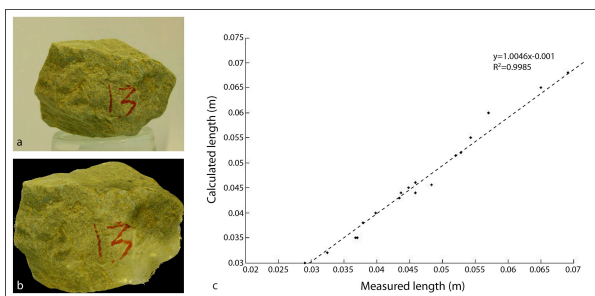 13
a
13
b
y=1.0046x-0.001
R²=0.9985
Calculated length (m)
0.075
0.07
0.065
0.06
0.055
0.05
0.045
0.04
0.035
0.03
0.02 0.025 0.03 0.035 0.04 0.045 0.05 0.055 0.06 0.065 0.07
Measured length (m)
c